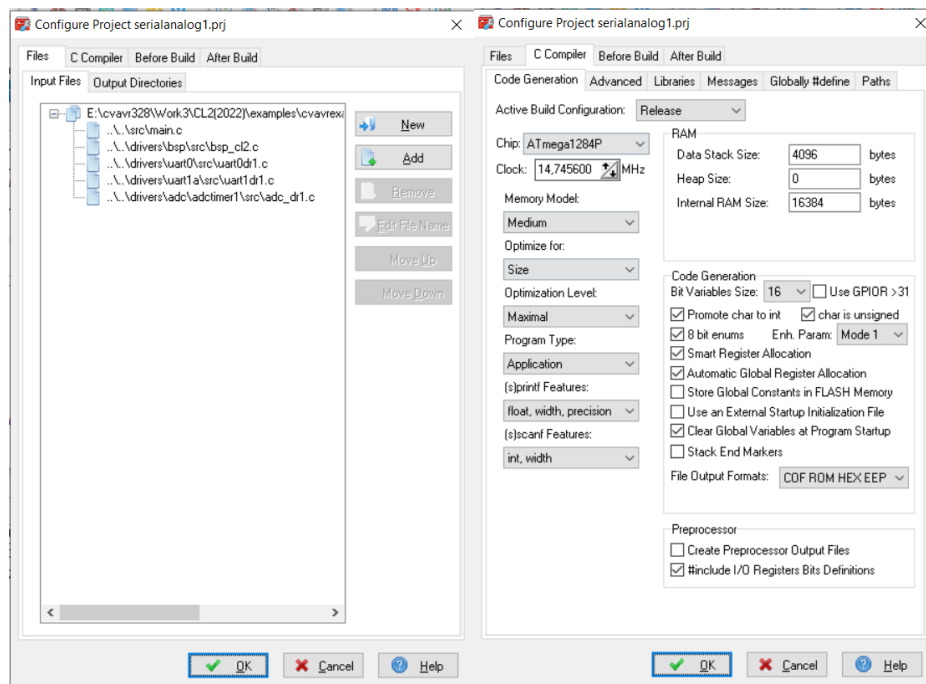 Configure Project serialanalog1.prj
Files C Compiler Before Build After Build
Input Files Output Directories
E:\cvavr328\Work3\CL2(2022)\examples\cvavrexa
..\..\src\main.c
..\..\drivers\bsp\src\bsp_cl2.c
..\..\drivers\uart0\src\uart0dr1.c
..\..\drivers\uart1a\src\uart1dr1.c
..\..\drivers\adc\adctimer1\src\adc_dr1.c
New
Add
Remove
Edit File Name
Move Up
Move Down
OK Cancel Help
Configure Project serialanalog1.prj
Files C Compiler Before Build After Build
Code Generation Advanced Libraries Messages Globally #define Paths
Active Build Configuration: Release
Chip: ATmega1284P
Clock: 14,745600 MHz
Memory Model:
Medium
Optimize for:
Size
Optimization Level:
Maximal
Program Type:
Application
(s)printf Features:
float, width, precision
(s)scanf Features:
int, width
RAM
Data Stack Size: 4096 bytes
Heap Size: 0 bytes
Internal RAM Size: 16384 bytes
Code Generation
Bit Variables Size: 16 Use GPIOR >31
Promote char to int char is unsigned
8 bit enums Enh. Param: Mode 1
Smart Register Allocation
Automatic Global Register Allocation
Store Global Constants in FLASH Memory
Use an External Startup Initialization File
Clear Global Variables at Program Startup
Stack End Markers
File Output Formats: COF ROM HEX EEP
Preprocessor
Create Preprocessor Output Files
#include I/O Registers Bits Definitions
OK Cancel Help